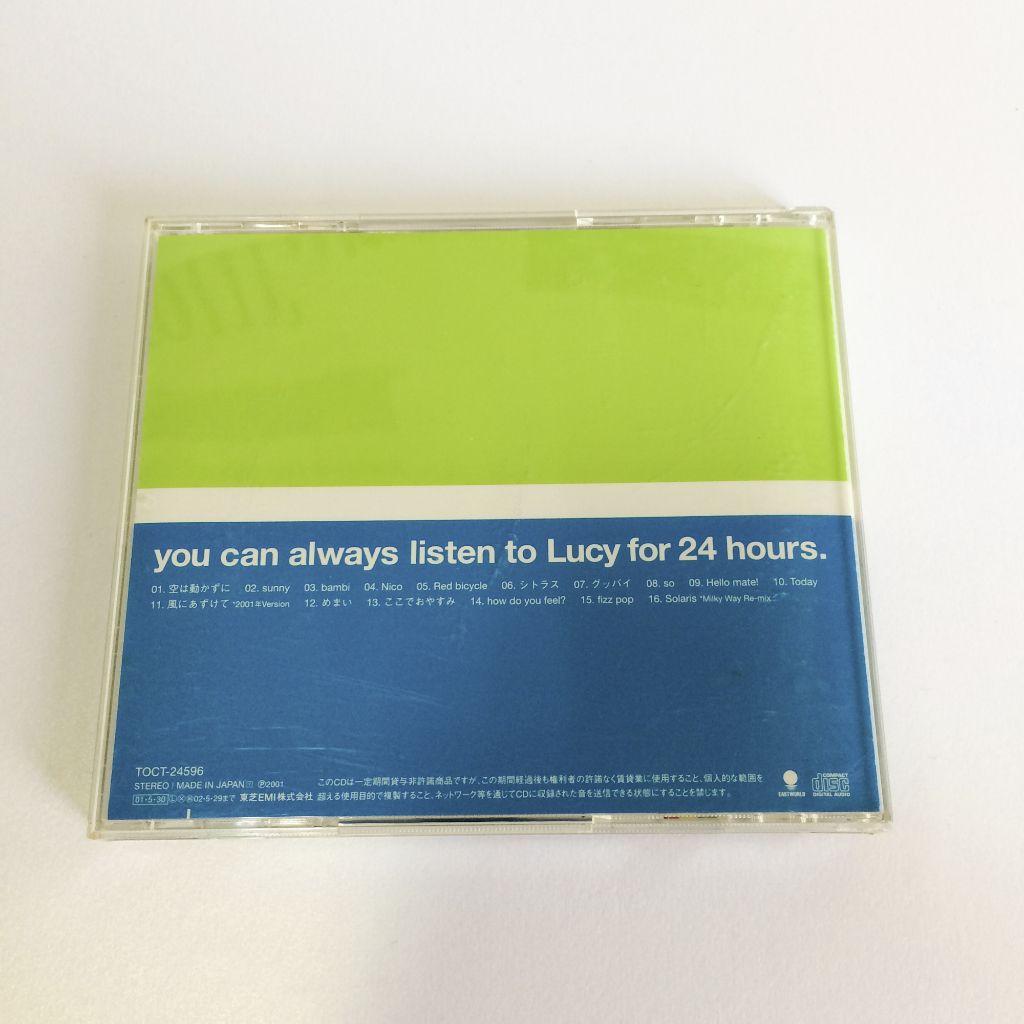 you can always listen to Lucy for 24 hours.
01. 空は動かずに 02. sunny 03. bambi 04. Nico 05. Red bicycle 06. シトラス 07. グッバイ 08. so 09. Hello mate! 10. Today
11. 風にあずけて "2001年Version 12. めまい 13. ここでおやすみ 14. how do you feel? 15. fizz pop 16. Solaris "Milky Way Re-mix"
TOCT-24596
STEREO MADE IN JAPAN Ⓣ Ⓟ2001
01・5・30 Ⓛ Ⓧ Ⓗ02-5-29まで 東芝EMI株式会社
このCDは一定期間貸与非許諾商品ですが、この期間経過後も権利者の許諾なく賃貸業に使用すること、個人的な範囲を
超える使用目的で複製すること、ネットワーク等を通じてCDに収録された音を送信できる状態にすることを禁じます。
EASTWORLD
COMPACT
disc
DIGITAL AUDIO